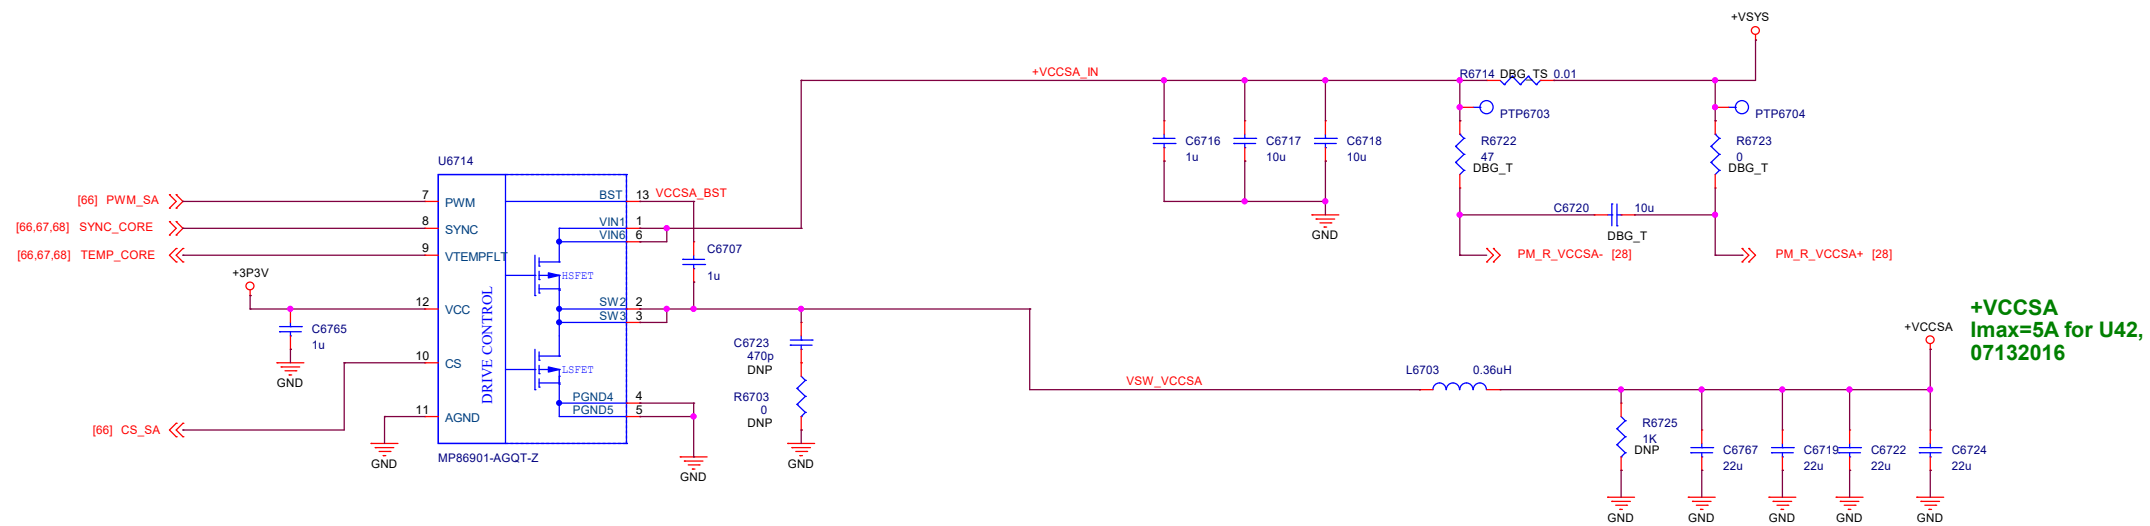 +VSYS
+VCCSA_IN
R6714 DBG_TS 0.01
PTP6703
PTP6704
C6716
1u
C6717
10u
C6718
10u
R6722
47
DBG_T
R6723
0
DBG_T
GND
C6720 10u
DBG_T
PM_R_VCCSA- [28]
PM_R_VCCSA+ [28]
U6714
[66] PWM_SA 7 PWM
[66,67,68] SYNC_CORE 8 SYNC
[66,67,68] TEMP_CORE 9 VTEMPFLT
+3P3V
12 VCC
C6765
1u
GND
10 CS
11 AGND
[66] CS_SA
GND
DRIVE CONTROL
HSFET
LSFET
BST 13 VCCSA_BST
VIN1 1
VIN6 6
C6707
1u
SW2 2
SW3 3
PGND4 4
PGND5 5
MP86901-AGQT-Z
GND
C6723
470p
DNP
R6703
0
DNP
GND
VSW_VCCSA
L6703 0.36uH
+VCCSA
+VCCSA
Imax=5A for U42,
07132016
R6725
1K
DNP
C6767
22u
C6719
22u
C6722
22u
C6724
22u
GND
GND
GND
GND
GND